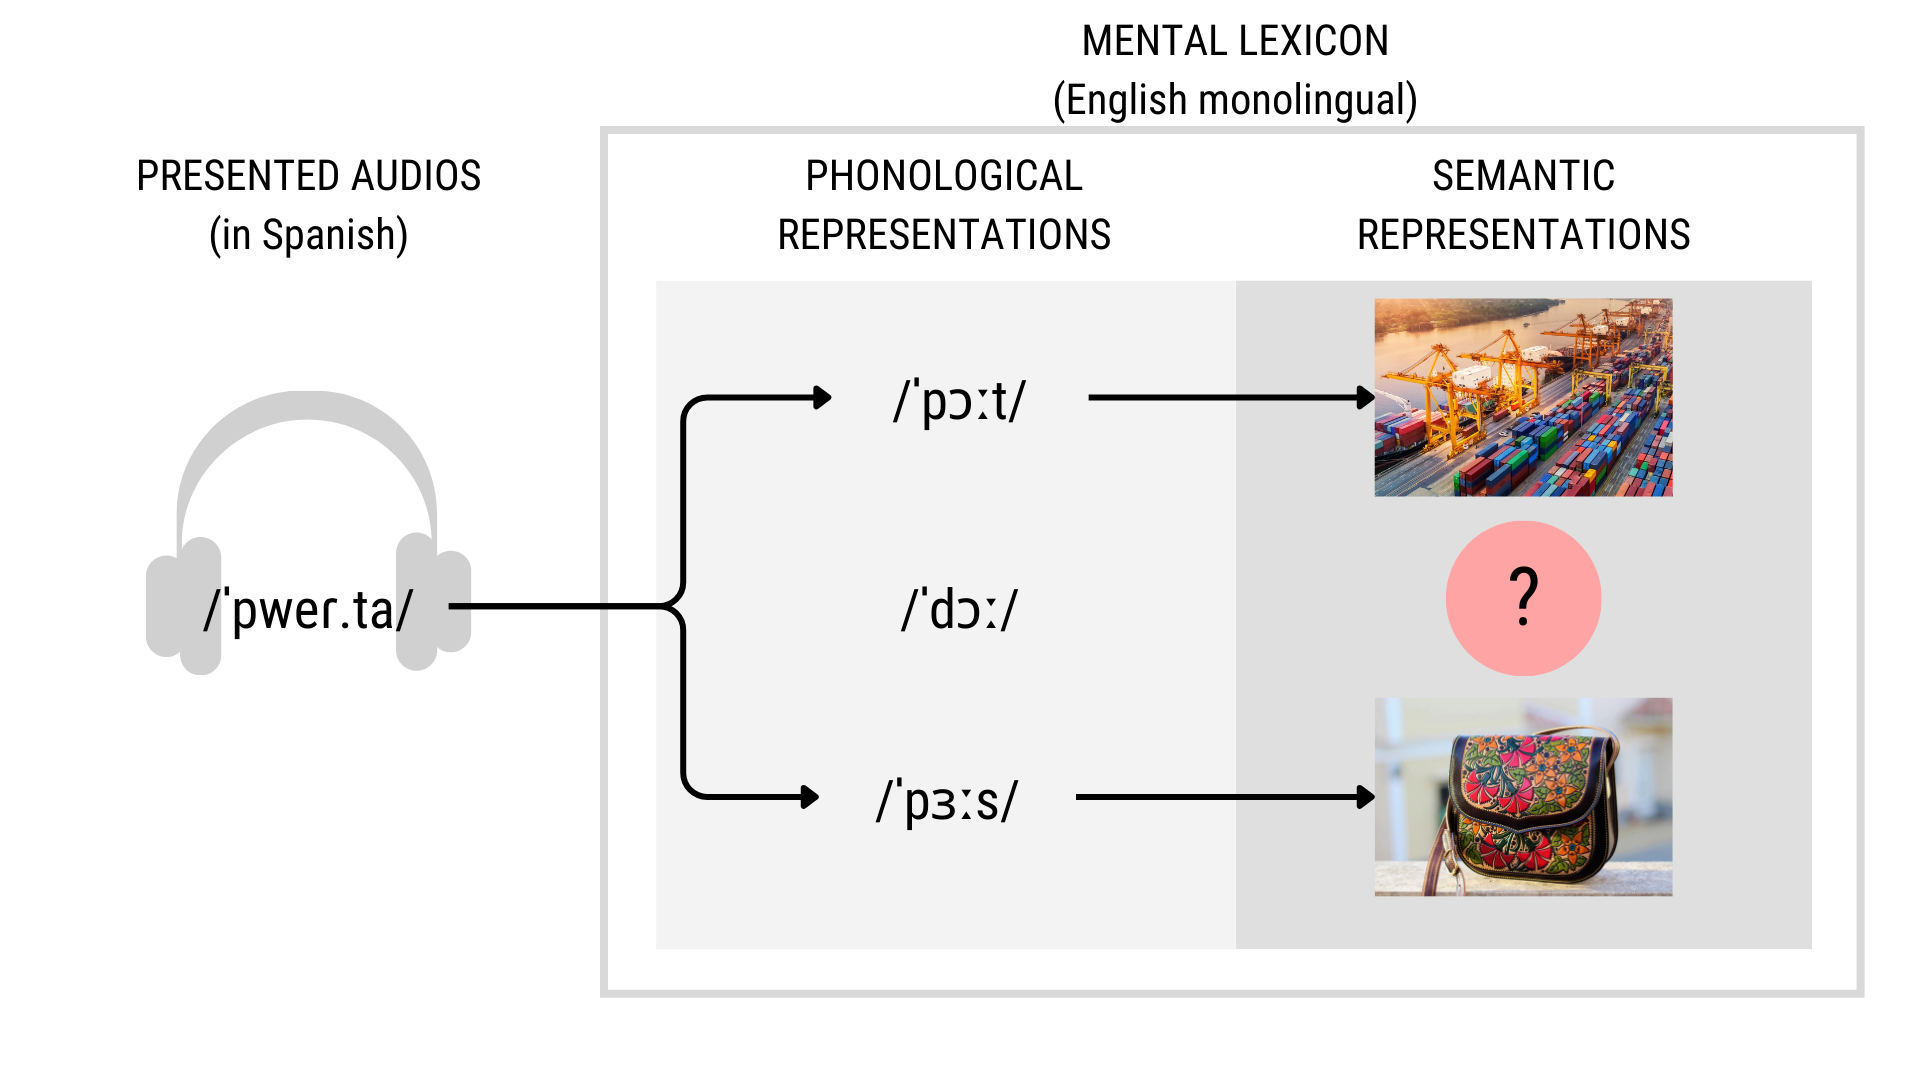 MENTAL LEXICON
(English monolingual)
PRESENTED AUDIOS
(in Spanish)
PHONOLOGICAL
REPRESENTATIONS
SEMANTIC
REPRESENTATIONS
/ˈpweɾ.ta/
/ˈpɔːt/
/ˈdɔː/
/ˈpɜːs/
?